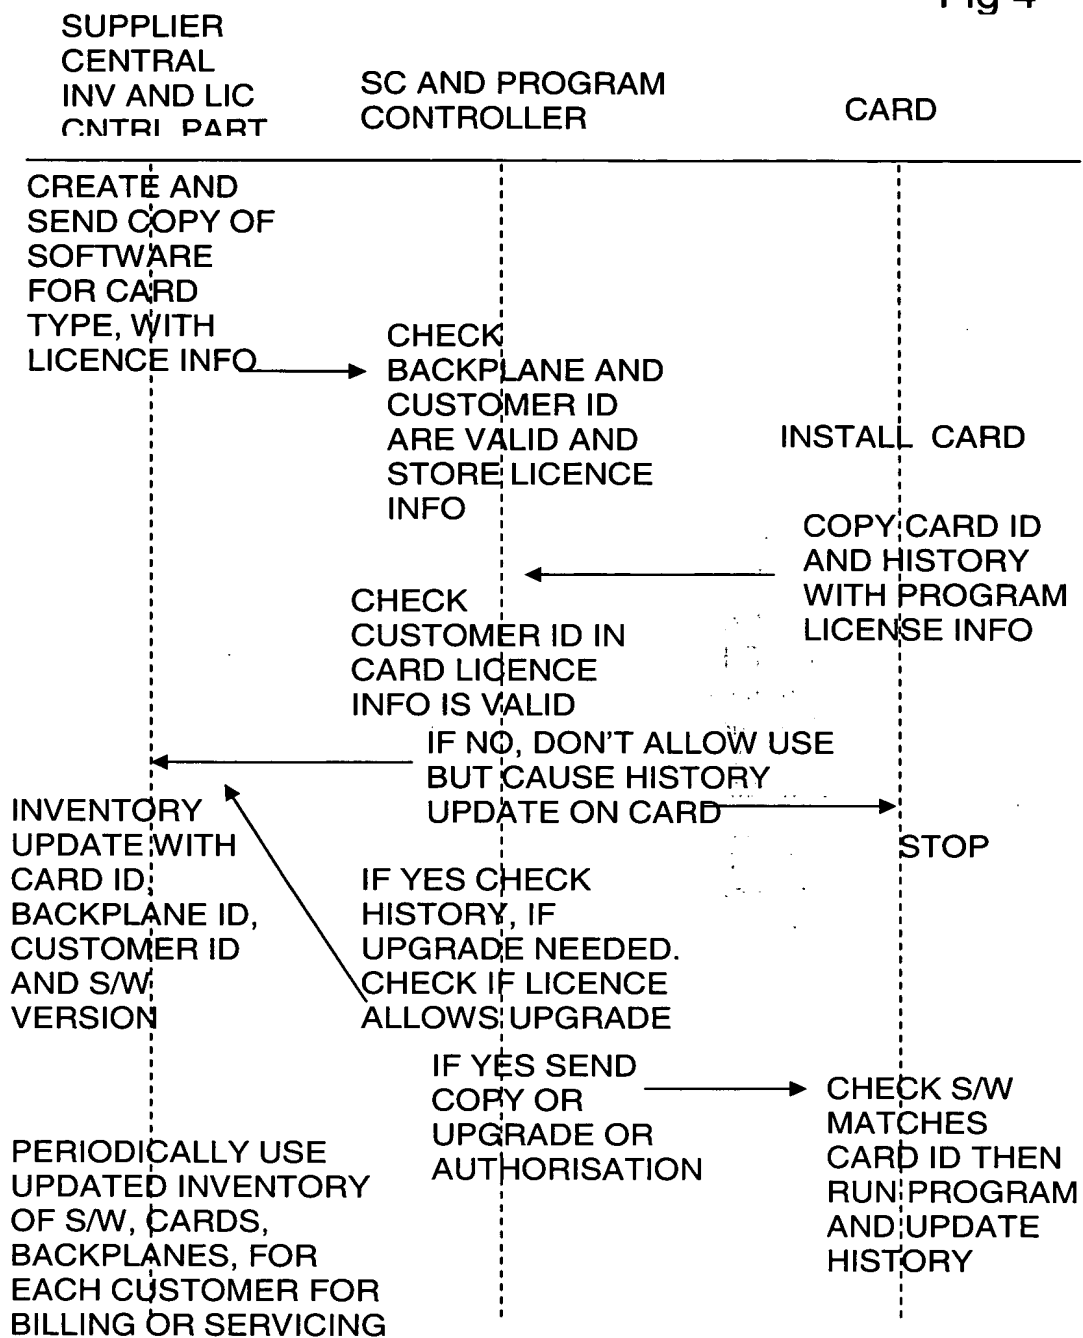 Fig 4
SUPPLIER
CENTRAL
INV AND LIC
CNTRL PART
SC AND PROGRAM
CONTROLLER
CARD
CREATE AND
SEND COPY OF
SOFTWARE
FOR CARD
TYPE, WITH
LICENCE INFO
CHECK
BACKPLANE AND
CUSTOMER ID
ARE VALID AND
STORE LICENCE
INFO
INSTALL CARD
COPY CARD ID
AND HISTORY
WITH PROGRAM
LICENSE INFO
CHECK
CUSTOMER ID IN
CARD LICENCE
INFO IS VALID
IF NO, DON'T ALLOW USE
BUT CAUSE HISTORY
UPDATE ON CARD
STOP
INVENTORY
UPDATE WITH
CARD ID,
BACKPLANE ID,
CUSTOMER ID
AND S/W
VERSION
IF YES CHECK
HISTORY, IF
UPGRADE NEEDED.
CHECK IF LICENCE
ALLOWS UPGRADE
IF YES SEND
COPY OR
UPGRADE OR
AUTHORISATION
CHECK S/W
MATCHES
CARD ID THEN
RUN PROGRAM
AND UPDATE
HISTORY
PERIODICALLY USE
UPDATED INVENTORY
OF S/W, CARDS,
BACKPLANES, FOR
EACH CUSTOMER FOR
BILLING OR SERVICING